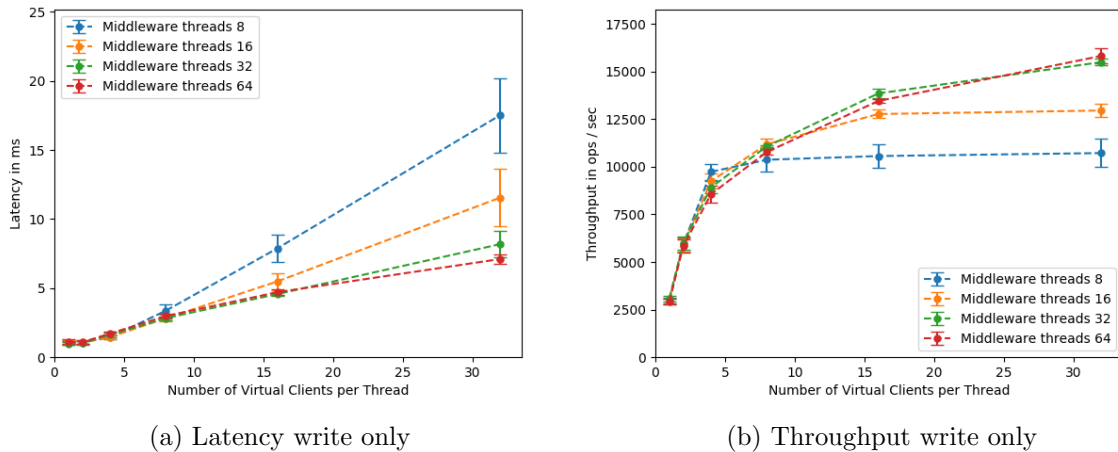 25
20
15
10
5
0
Latency in ms
Middleware threads 8
Middleware threads 16
Middleware threads 32
Middleware threads 64
0
5
10
15
20
25
30
Number of Virtual Clients per Thread
(a) Latency write only
17500
15000
12500
10000
7500
5000
2500
0
Throughput in ops / sec
Middleware threads 8
Middleware threads 16
Middleware threads 32
Middleware threads 64
0
5
10
15
20
25
30
Number of Virtual Clients per Thread
(b) Throughput write only